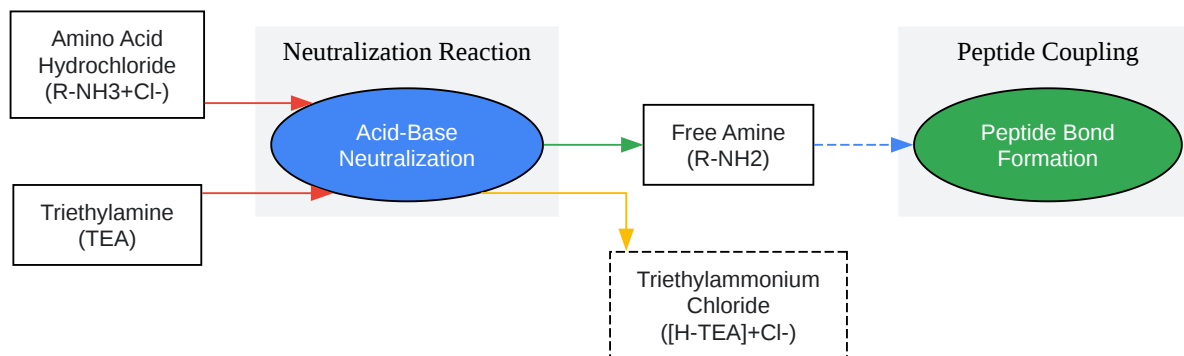 Amino Acid
Hydrochloride
(R-NH3+Cl-)
Triethylamine
(TEA)
Neutralization Reaction
Acid-Base
Neutralization
Free Amine
(R-NH2)
Triethylammonium
Chloride
([H-TEA]+Cl-)
Peptide Coupling
Peptide Bond
Formation